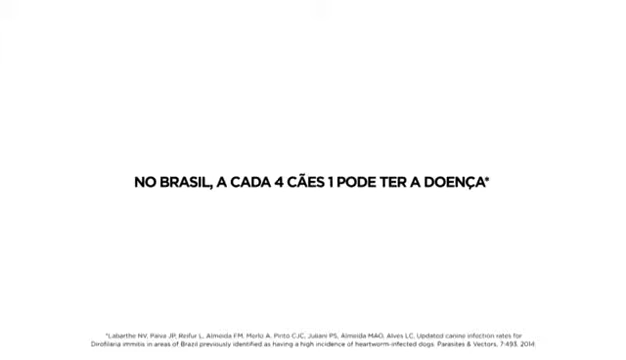 NO BRASIL, A CADA 4 CÃES 1 PODE TER A DOENÇA*
*Labarthe NV, Paiva JP, Reifur L, Almeida FM, Merlo A, Pinto CJC, Juliani PS, Almeida MAO, Alves LC, Updated canine infection rates for
Dirofilaria immitis in areas of Brazil previously identified as having a high incidence of heartworm-infected dogs. Parasites & Vectors, 7:493, 2014.